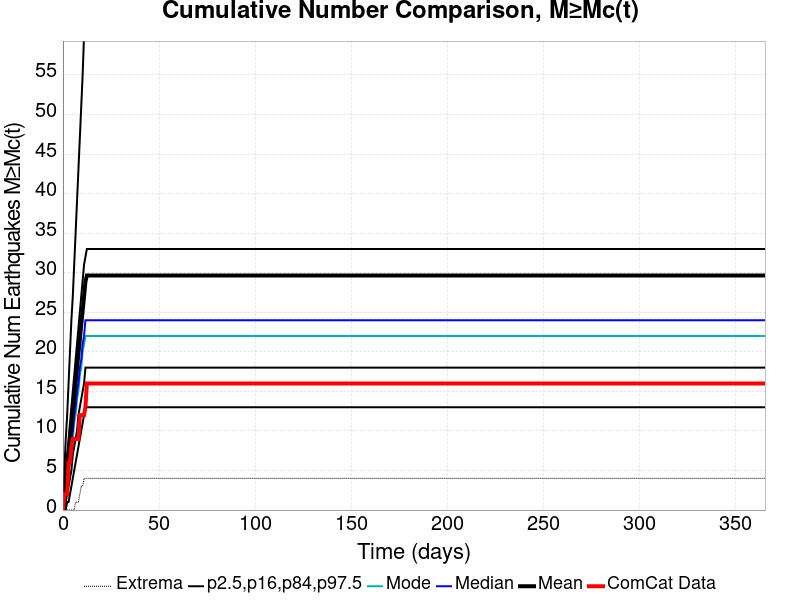 Cumulative Number Comparison, M≥Mc(t)
Cumulative Num Earthquakes M≥Mc(t)
55
50
45
40
35
30
25
20
15
10
5
0
0 50 100 150 200 250 300 350
Time (days)
Extrema p2.5,p16,p84,p97.5 Mode Median Mean ComCat Data